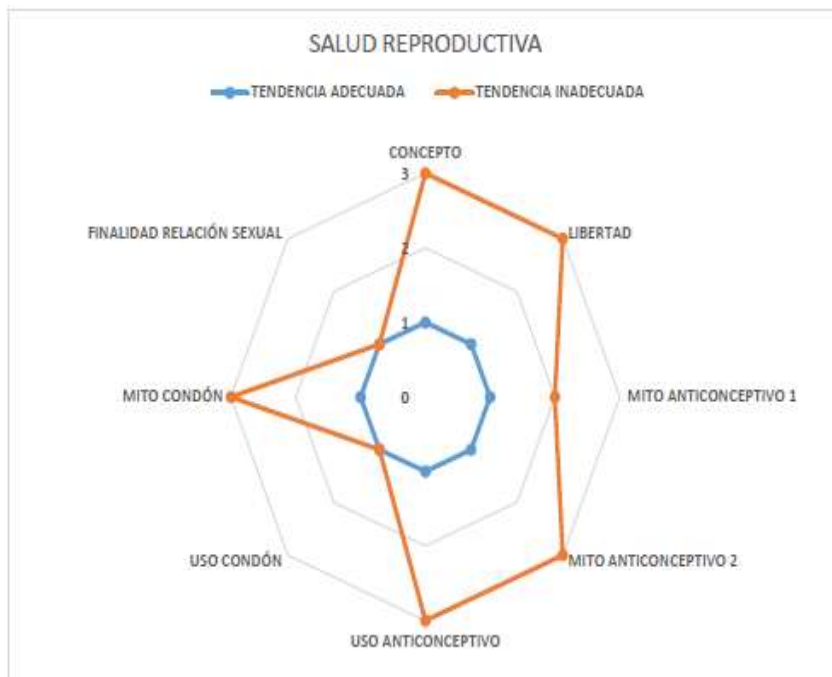 SALUD REPRODUCTIVA
TENDENCIA ADECUADA TENDENCIA INADECUADA
CONCEPTO
3
FINALIDAD RELACIÓN SEXUAL LIBERTAD
2
1
MITO CONDÓN 0 MITO ANTICONCEPTIVO 1
USO CONDÓN MITO ANTICONCEPTIVO 2
USO ANTICONCEPTIVO